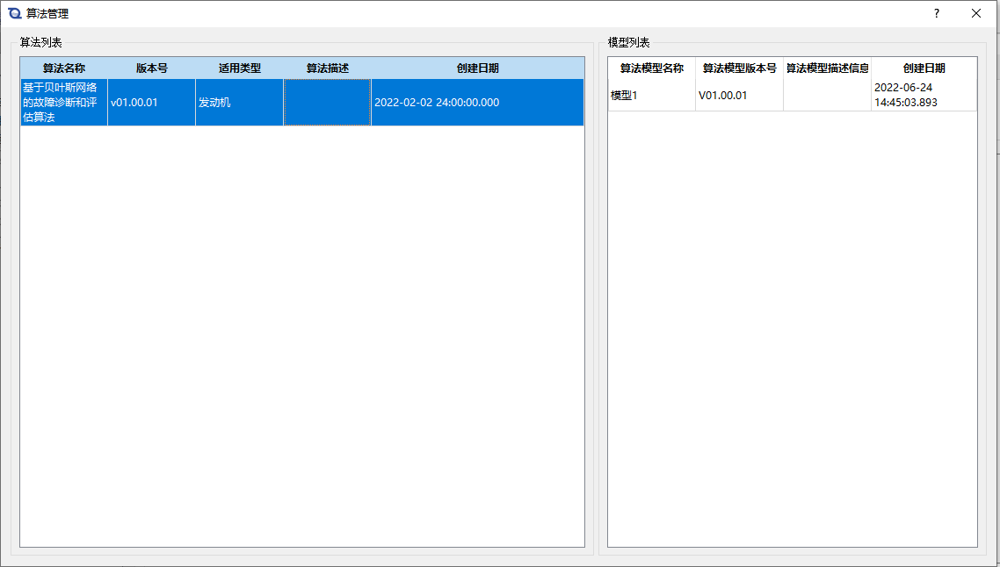 算法管理
?
算法列表
模型列表
算法名称 版本号 适用类型 算法描述 创建日期
基于贝叶斯网络
的故障诊断和评
估算法
v01.00.01
发动机
2022-02-02 24:00:00.000
算法模型名称 算法模型版本号 算法模型描述信息 创建日期
模型1
V01.00.01
2022-06-24
14:45:03.893